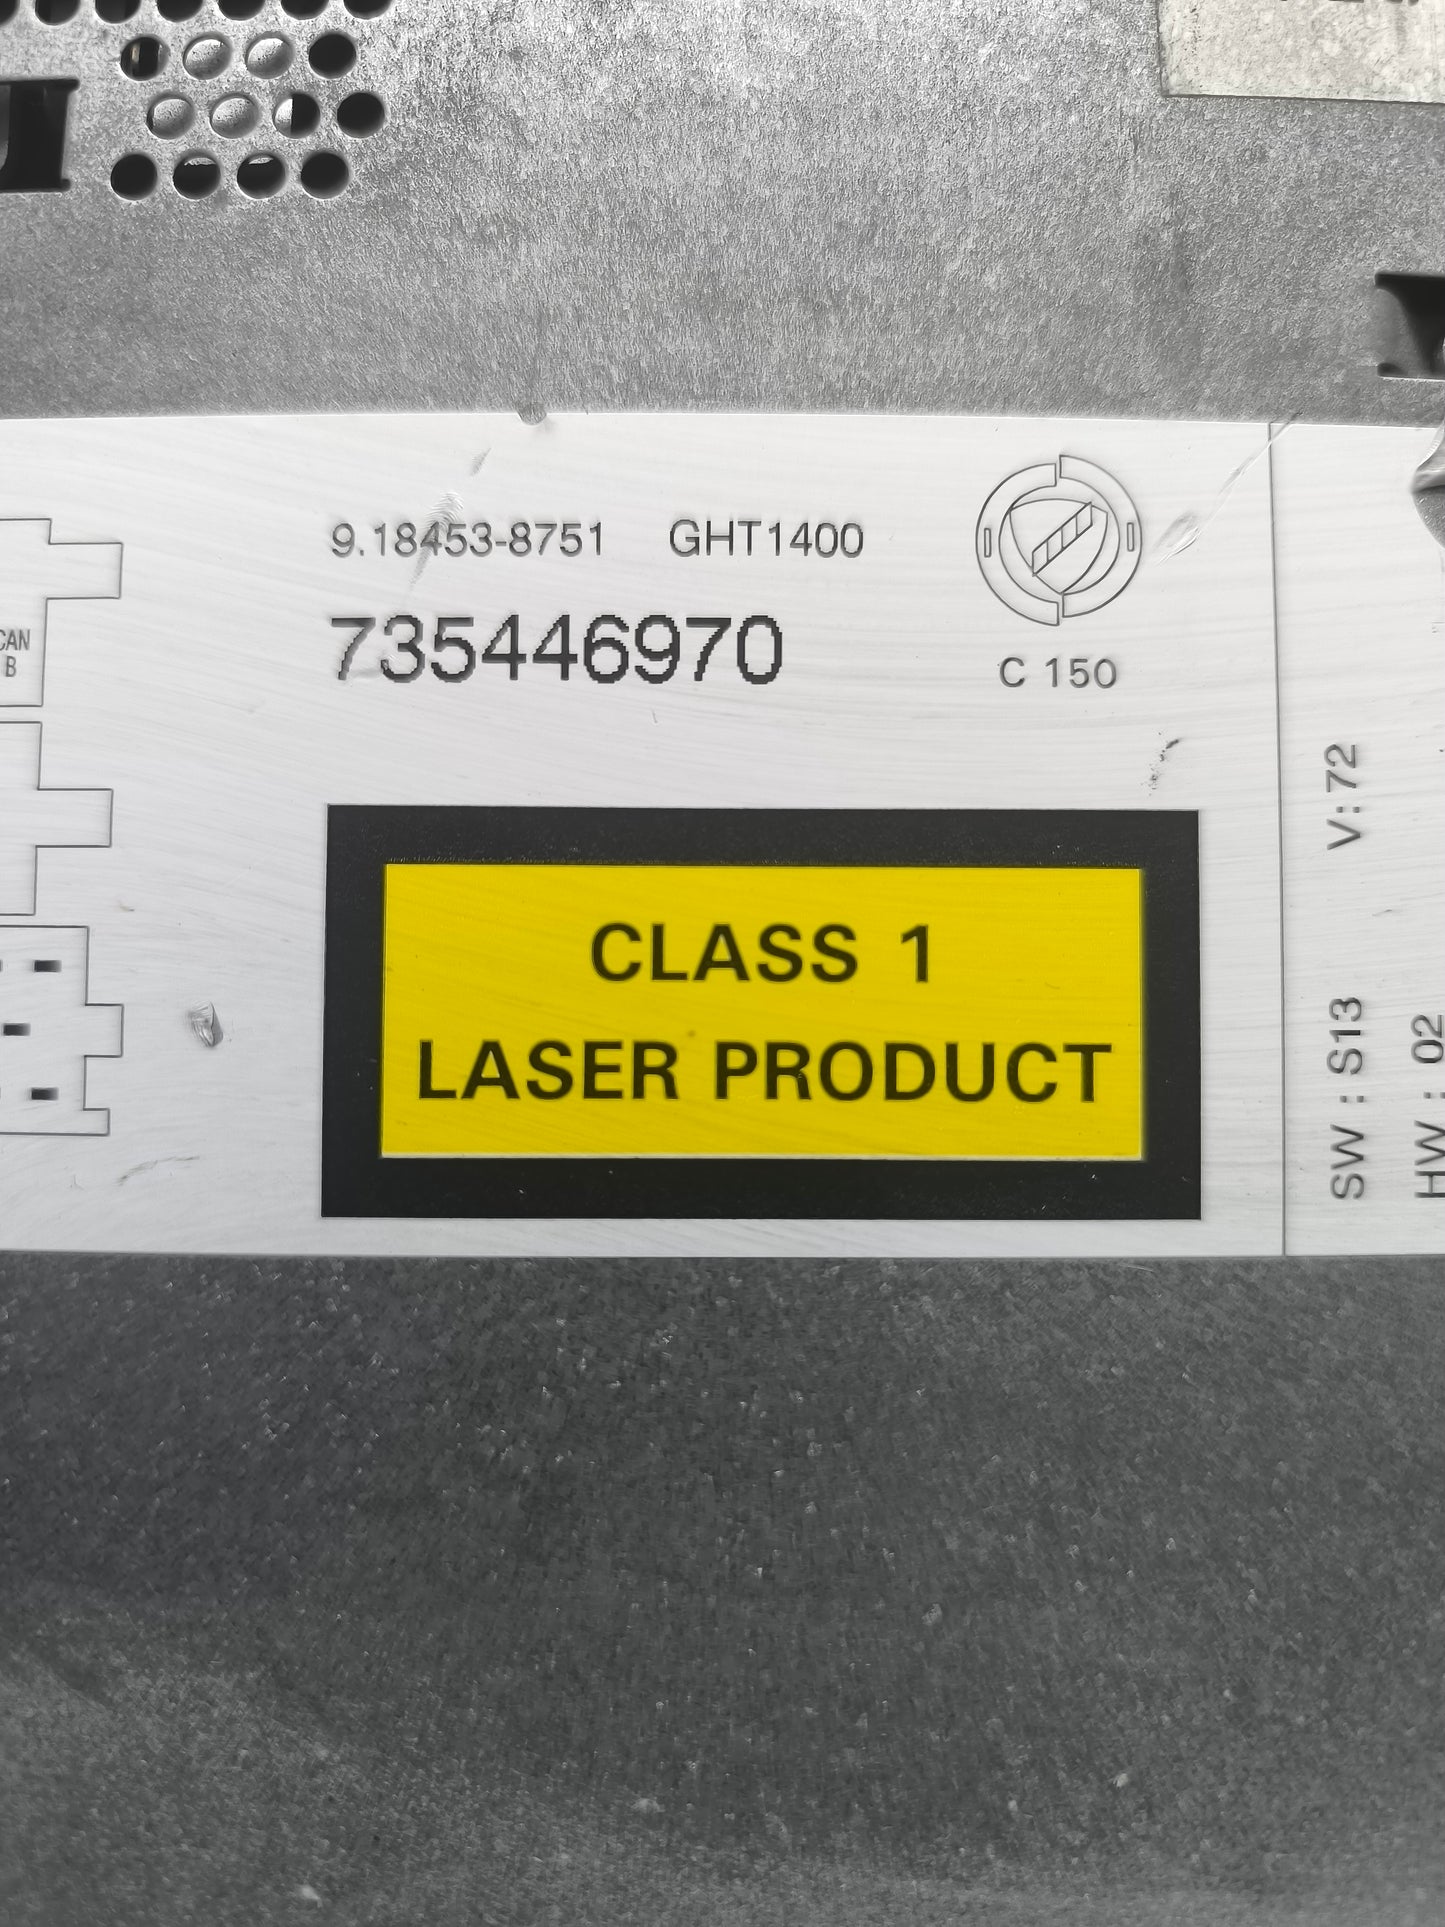 9.18453-8751 GHT1400
735446970
C 150
CAN
B
CLASS 1
LASER PRODUCT
V:72
SW : S13
HW : 02